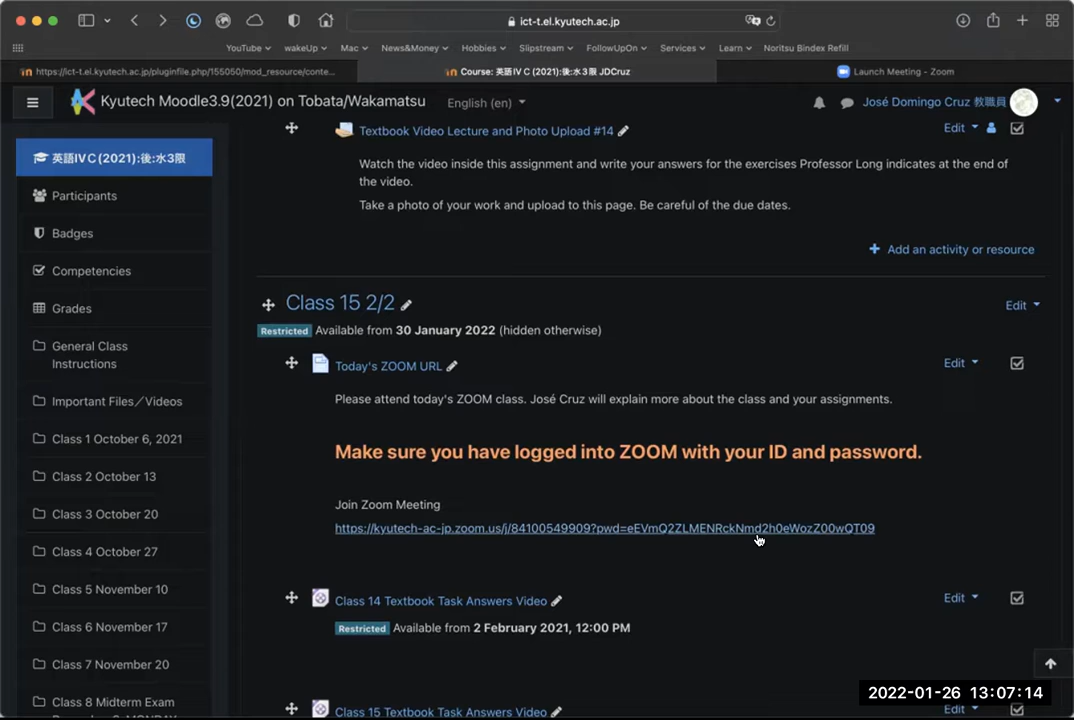 ict-t.el.kyutech.ac.jp
YouTube wakeUp Mac News&Money Hobbies Slipstream FollowUpOn Services Learn Noritsu Bindex Refill
https://ict-t.el.kyutech.ac.jp/pluginfile.php/155050/mod_resource/conte...
Course: 英語Ⅳ C (2021):後:水3限 JDCruz
Launch Meeting - Zoom
Kyutech Moodle3.9(2021) on Tobata/Wakamatsu
English (en)
José Domingo Cruz 教職員
英語Ⅳ C (2021):後:水3限
Participants
Badges
Competencies
Grades
General Class
Instructions
Important Files／Videos
Class 1 October 6, 2021
Class 2 October 13
Class 3 October 20
Class 4 October 27
Class 5 November 10
Class 6 November 17
Class 7 November 20
Class 8 Midterm Exam
Textbook Video Lecture and Photo Upload #14
Edit
Watch the video inside this assignment and write your answers for the exercises Professor Long indicates at the end of
the video.
Take a photo of your work and upload to this page. Be careful of the due dates.
Add an activity or resource
Class 15 2/2
Edit
Restricted Available from 30 January 2022 (hidden otherwise)
Today's ZOOM URL
Edit
Please attend today's ZOOM class. José Cruz will explain more about the class and your assignments.
Make sure you have logged into ZOOM with your ID and password.
Join Zoom Meeting
https://kyutech-ac-jp.zoom.us/j/84100549909?pwd=eEVmQ2ZLMENRckNmd2h0eWozZ00wQT09
Class 14 Textbook Task Answers Video
Edit
Restricted Available from 2 February 2021, 12:00 PM
Class 15 Textbook Task Answers Video
Edit
2022-01-26 13:07:14